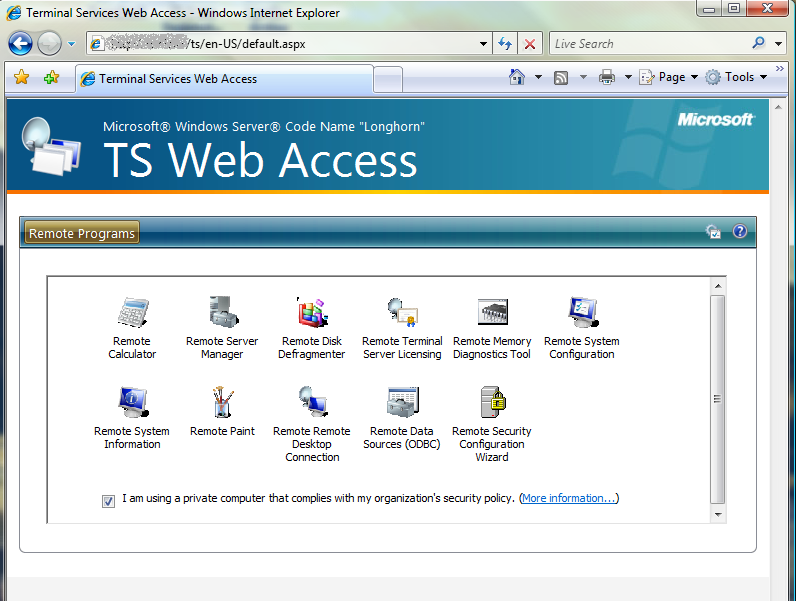 Terminal Services Web Access - Windows Internet Explorer
/ts/en-US/default.aspx
Live Search
Terminal Services Web Access
Page
Tools
Microsoft® Windows Server® Code Name "Longhorn"
Microsoft
TS Web Access
Remote Programs
Remote
Calculator
Remote Server
Manager
Remote Disk
Defragmenter
Remote Terminal
Server Licensing
Remote Memory
Diagnostics Tool
Remote System
Configuration
Remote System
Information
Remote Paint
Remote Remote
Desktop
Connection
Remote Data
Sources (ODBC)
Remote Security
Configuration
Wizard
I am using a private computer that complies with my organization's security policy. (More information...)